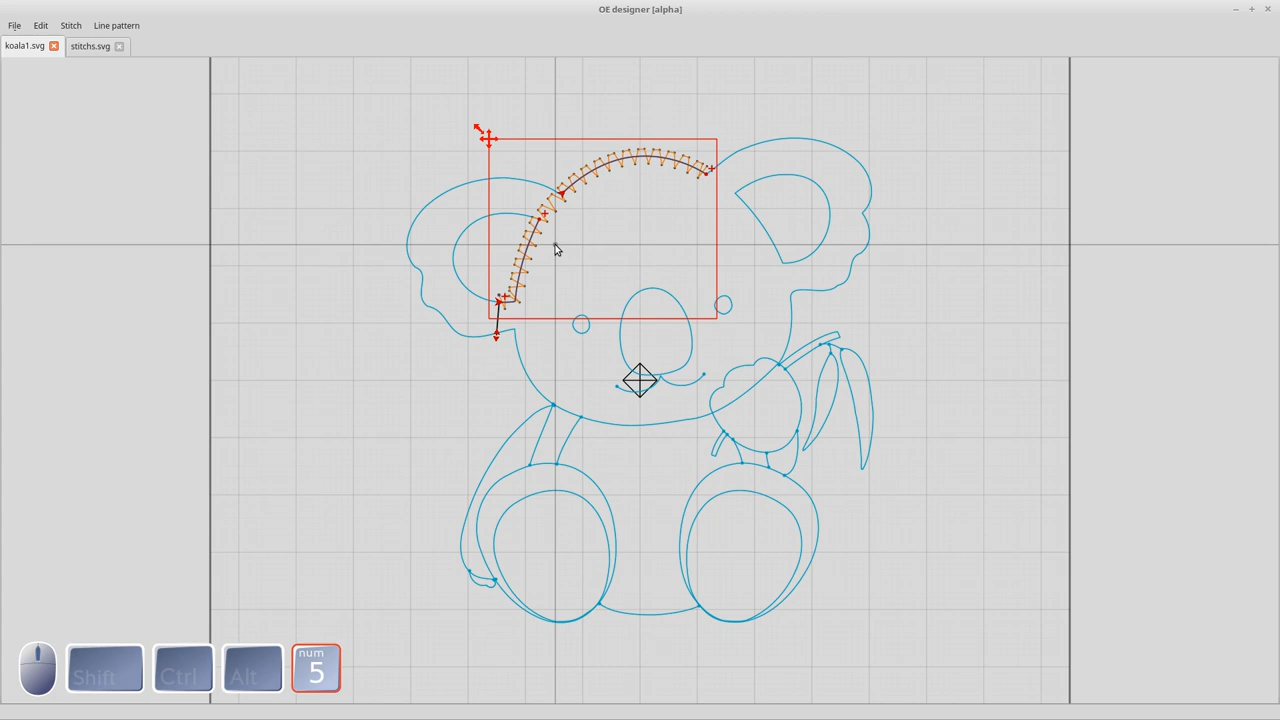 OE designer [alpha]
File Edit Stitch Line pattern
koala1.svg stitchs.svg
Shift Ctrl Alt num 5